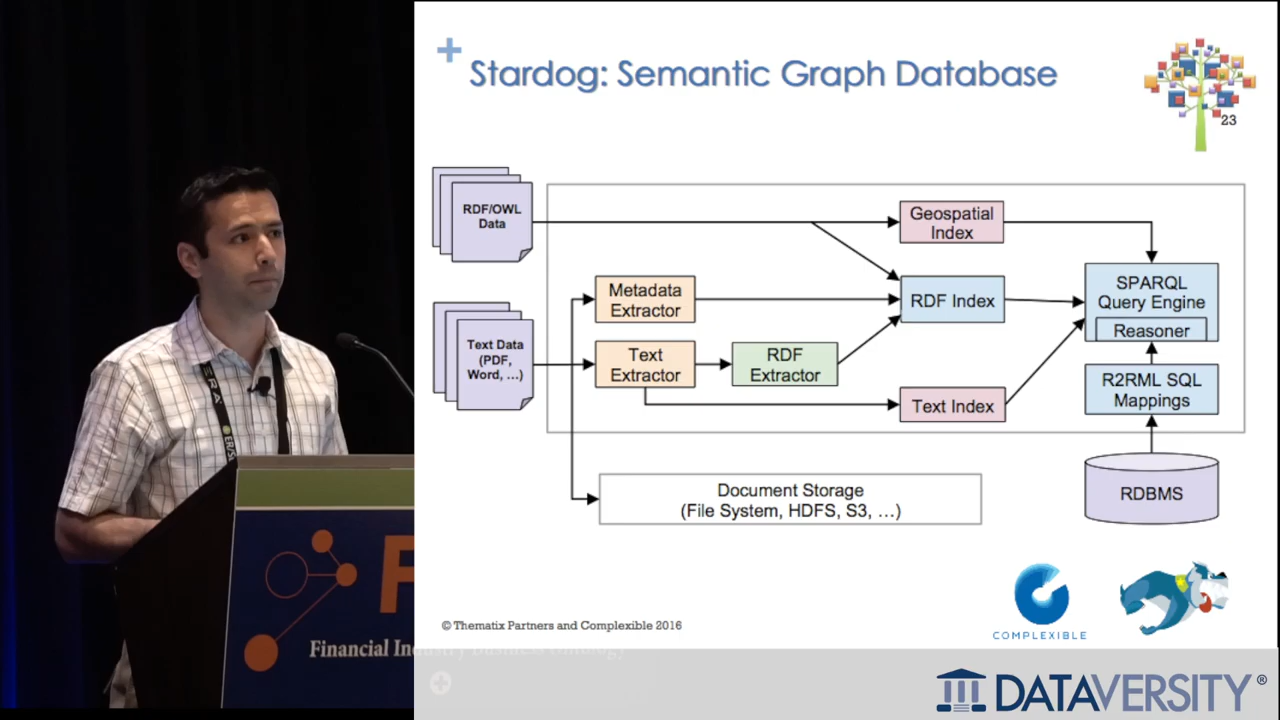 +
Stardog: Semantic Graph Database
23
RDF/OWL
Data
Geospatial
Index
Metadata
Extractor
RDF Index
SPARQL
Query Engine
Reasoner
Text Data
(PDF,
Word, ...)
Text
Extractor
RDF
Extractor
Text Index
R2RML SQL
Mappings
RDBMS
Document Storage
(File System, HDFS, S3, ...)
COMPLEXIBLE
© Thematix Partners and Complexible 2016
ERA
F
Financial Industry Business Ontology
DATAVERSITY®